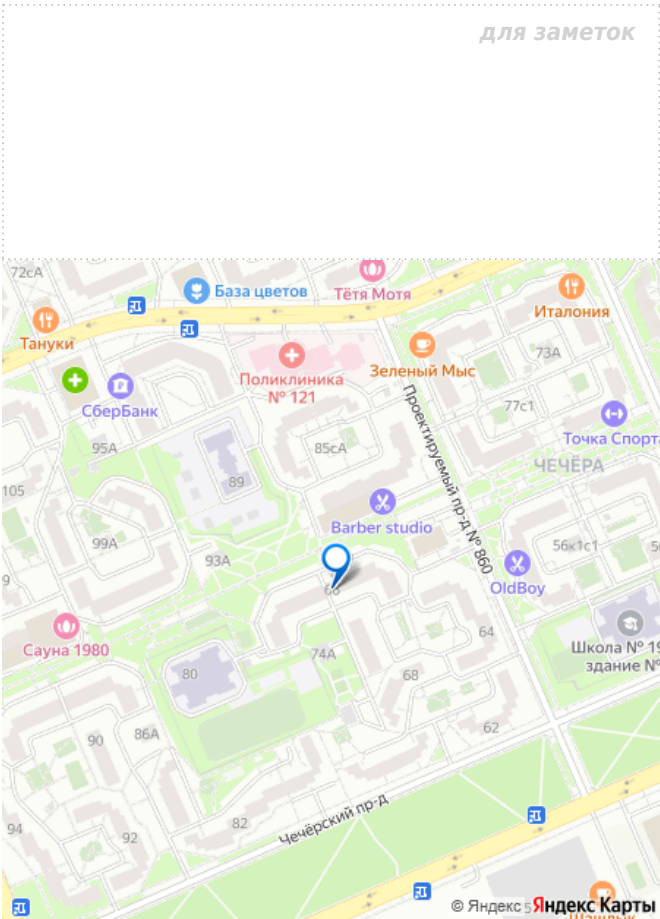 для заметок
72сА
База цветов
Тётя Мотя
Италония
Тануки
73А
Поликлиника
№ 121
Зеленый Мыс
СберБанк
77с1
Точка Спорта
95А
85сА
Проектируемый пр-д № 860
ЧЕЧЁРА
89
105
Barber studio
99А
93А
56к1с1
OldBoy
9
66
Сауна 1980
64
Школа № 19
здание №
74А
80
68
62
90
86А
94
92
82
Чечёрский пр-д
© Яндекс
Яндекс Карты